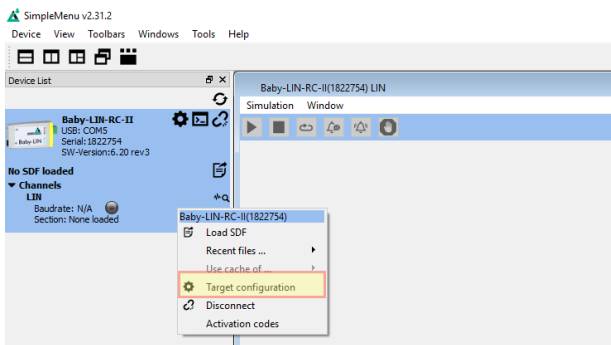 SimpleMenu v2.31.2
Device View Toolbars Windows Tools Help
Device List
Baby-LIN-RC-II
USB: COM5
Serial: 1822754
SW-Version: 6.20 rev3
Baby-LIN
No SDF loaded
Channels
LIN
Baudrate: N/A
Section: None loaded
Baby-LIN-RC-II(1822754) LIN
Simulation Window
Baby-LIN-RC-II(1822754)
Load SDF
Recent files ...
Use cache of ...
Target configuration
Disconnect
Activation codes